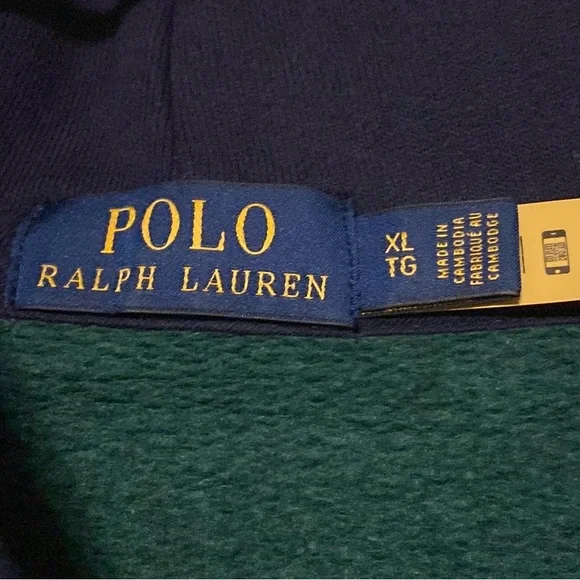 POLO
RALPH LAUREN
XL
TG
MADE IN
CAMBODIA
FABRIQUÉ AU
CAMBODGE